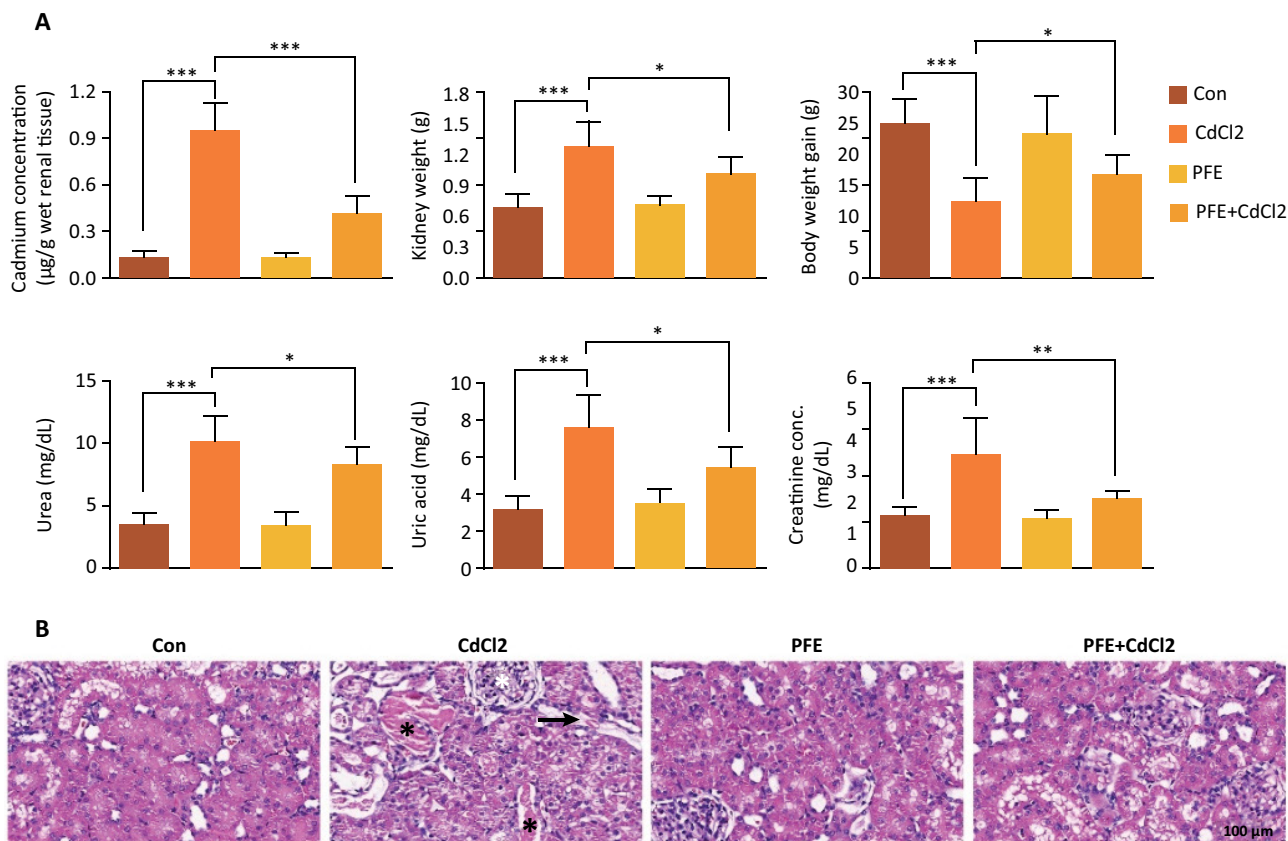 A
***
***
1.2
0.9
0.6
0.3
0.0
Cadmium concentration
(µg/g wet renal tissue)
***
*
1.8
1.5
1.2
0.9
0.6
0.3
0.0
Kidney weight (g)
***
*
30
25
20
15
10
5
0
Body weight gain (g)
Con
CdCl2
PFE
PFE+CdCl2
***
*
15
10
5
0
Urea (mg/dL)
***
*
10
8
6
4
2
0
Uric acid (mg/dL)
***
**
6
5
4
3
2
1
0
Creatinine conc.
(mg/dL)
B
Con
CdCl2
PFE
PFE+CdCl2
*
*
*
100 µm